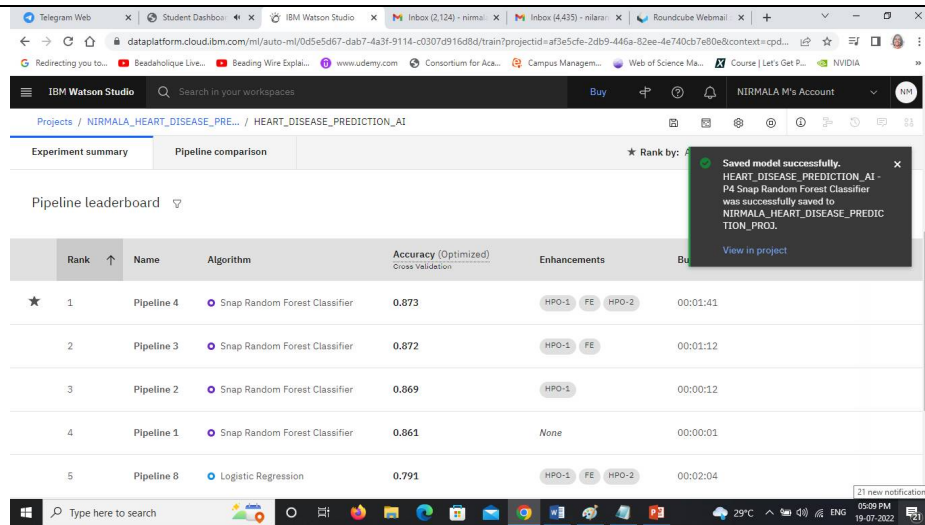 Telegram Web
Student Dashboar
IBM Watson Studio
Inbox (2,124) - nirmal
Inbox (4,435) - nilaran
Roundcube Webmail
dataplatform.cloud.ibm.com/ml/auto-ml/0d5e5d67-dab7-4a3f-9114-c0307d916d8d/train?projectid=af3e5cfe-2db9-446a-82ee-4e740cb7e80e&context=cpd...
Redirecting you to...
Beadaholique Live...
Beading Wire Explai...
www.udemy.com
Consortium for Aca...
Campus Managem...
Web of Science Ma...
Course | Let's Get P...
NVIDIA
IBM Watson Studio
Search in your workspaces
Buy
NIRMALA M's Account
NM
Projects / NIRMALA_HEART_DISEASE_PRE... / HEART_DISEASE_PREDICTION_AI
Experiment summary
Pipeline comparison
Rank by:
Saved model successfully.
HEART_DISEASE_PREDICTION_AI -
P4 Snap Random Forest Classifier
was successfully saved to
NIRMALA_HEART_DISEASE_PREDIC
TION_PROJ.
View in project
Pipeline leaderboard
Rank Name Algorithm Accuracy (Optimized) Enhancements Bu
Cross Validation
1 Pipeline 4 Snap Random Forest Classifier 0.873 HPO-1 FE HPO-2 00:01:41
2 Pipeline 3 Snap Random Forest Classifier 0.872 HPO-1 FE 00:01:12
3 Pipeline 2 Snap Random Forest Classifier 0.869 HPO-1 00:00:12
4 Pipeline 1 Snap Random Forest Classifier 0.861 None 00:00:01
5 Pipeline 8 Logistic Regression 0.791 HPO-1 FE HPO-2 00:02:04
21 new notification
Type here to search
29°C
ENG
05:09 PM
19-07-2022
21